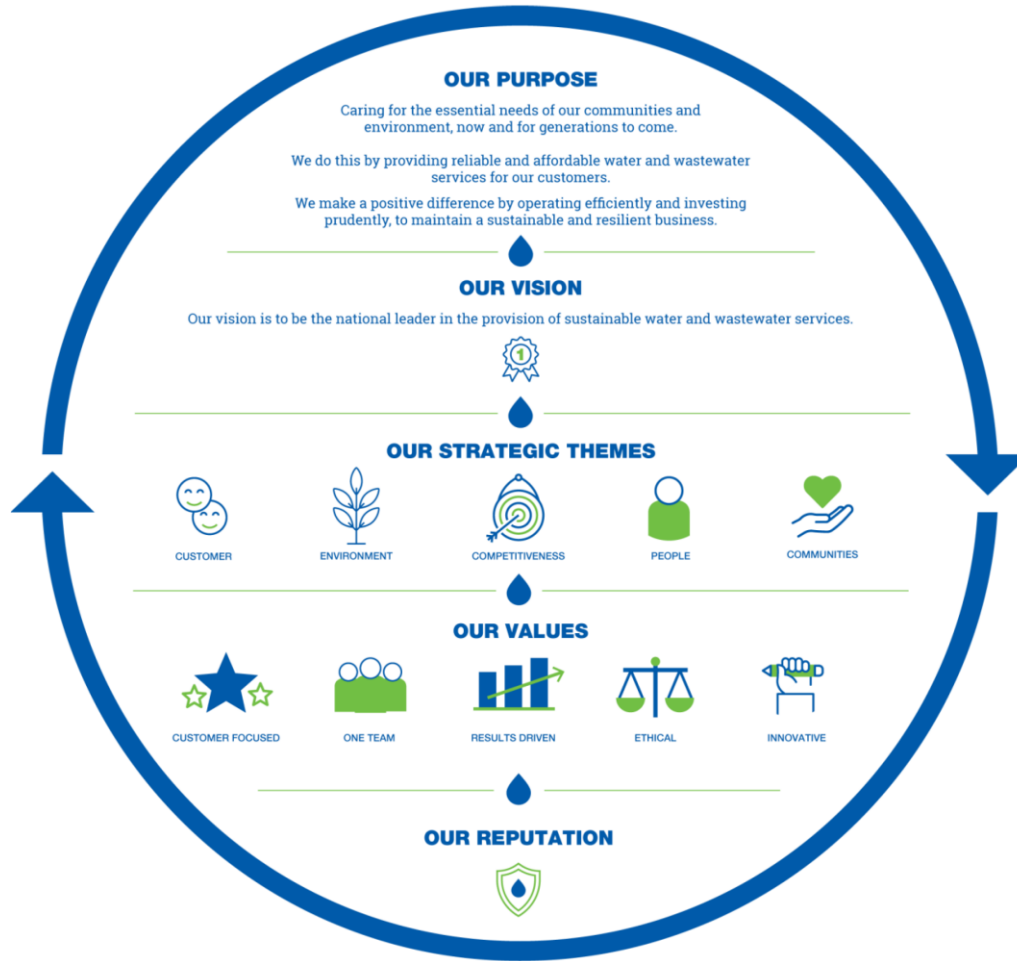 OUR PURPOSE
Caring for the essential needs of our communities and
environment, now and for generations to come.
We do this by providing reliable and affordable water and wastewater
services for our customers.
We make a positive difference by operating efficiently and investing
prudently, to maintain a sustainable and resilient business.
OUR VISION
Our vision is to be the national leader in the provision of sustainable water and wastewater services.
1
OUR STRATEGIC THEMES
CUSTOMER
ENVIRONMENT
COMPETITIVENESS
PEOPLE
COMMUNITIES
OUR VALUES
CUSTOMER FOCUSED
ONE TEAM
RESULTS DRIVEN
ETHICAL
INNOVATIVE
OUR REPUTATION